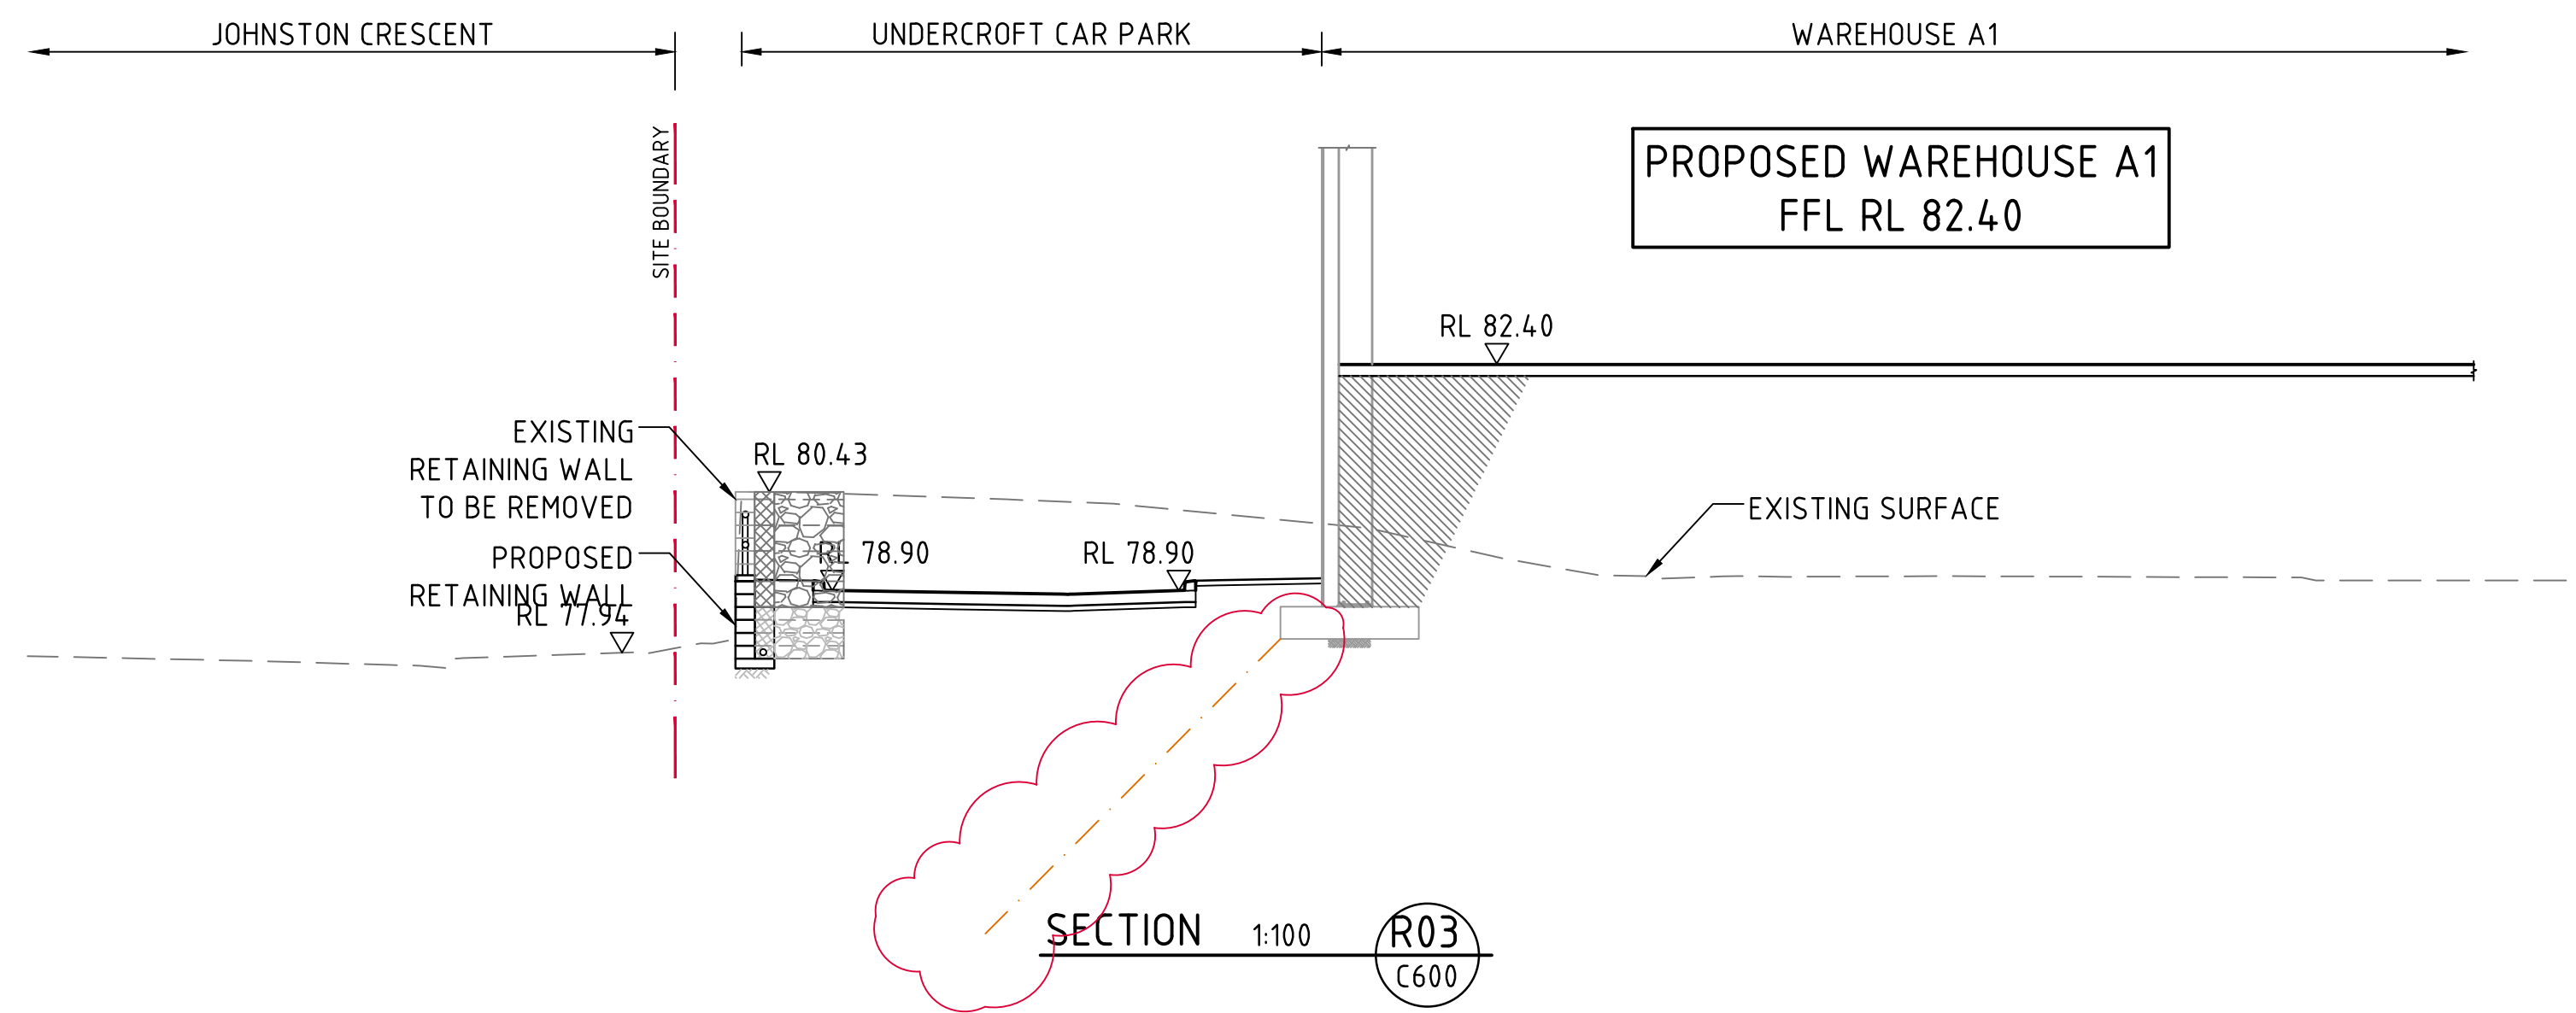 JOHNSTON CRESCENT
UNDERCROFT CAR PARK
WAREHOUSE A1
SITE BOUNDARY
PROPOSED WAREHOUSE A1
FFL RL 82.40
RL 82.40
EXISTING
RETAINING WALL
TO BE REMOVED
RL 80.43
EXISTING SURFACE
PROPOSED
RETAINING WALL
RL 77.94
RL 78.90
RL 78.90
SECTION 1:100
R03
C600